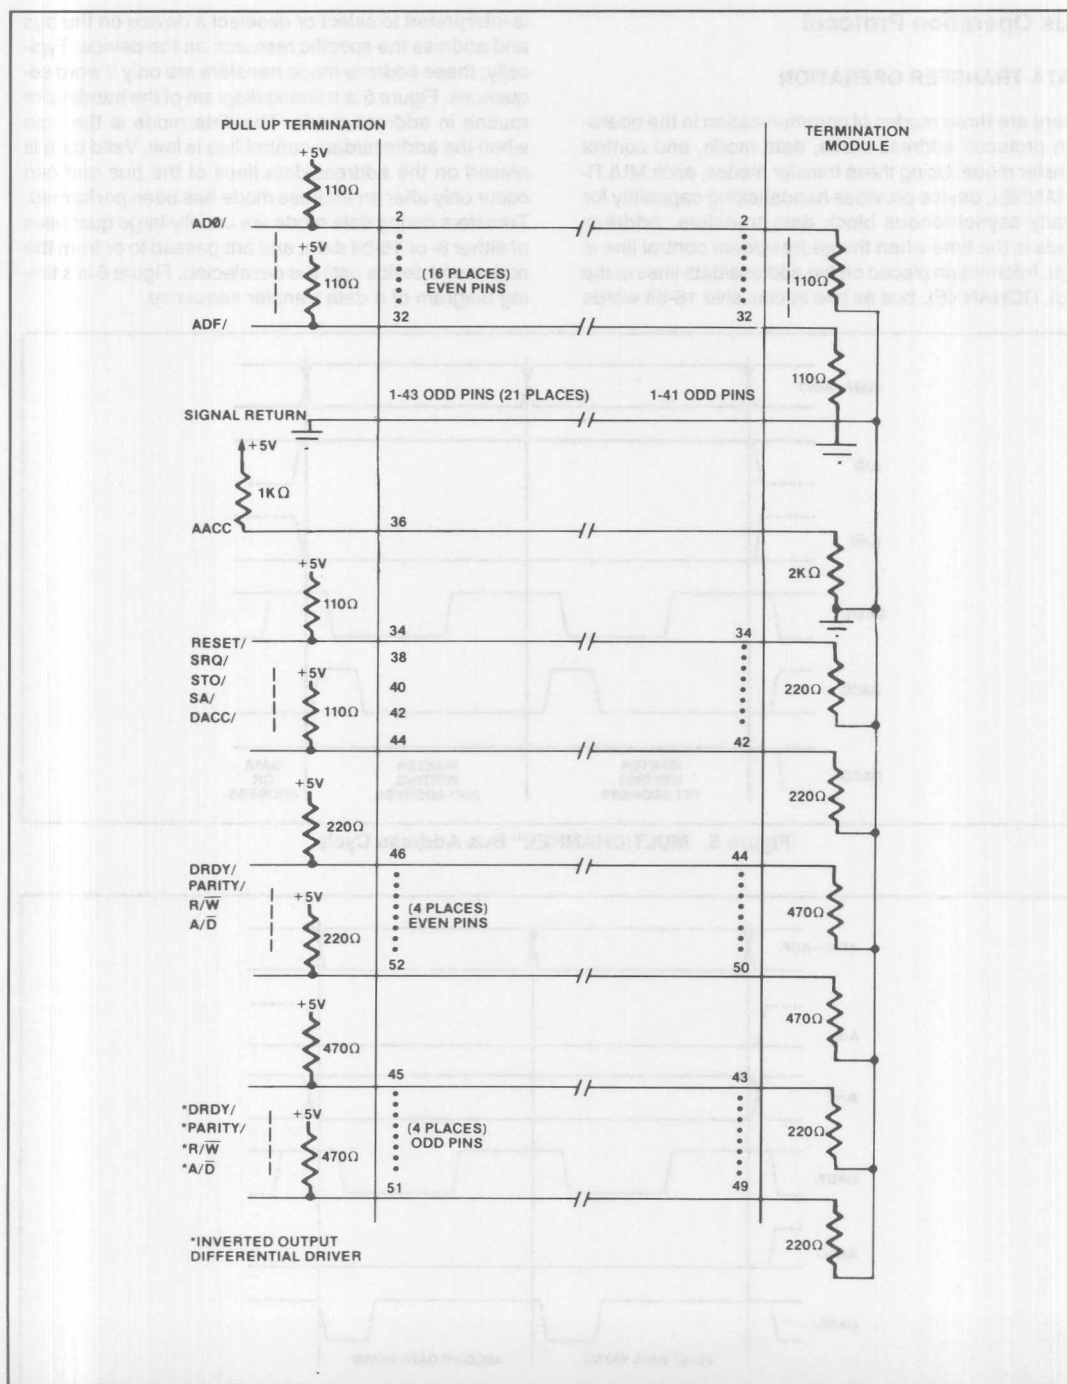 PULL UP TERMINATION
TERMINATION
MODULE
+5V
110Ω
ADØ/
2
2
+5V
110Ω
(16 PLACES)
EVEN PINS
110Ω
ADF/
32
32
110Ω
1-43 ODD PINS (21 PLACES)
1-41 ODD PINS
SIGNAL RETURN
+5V
1KΩ
AACC
36
2KΩ
+5V
110Ω
RESET/
34
34
SRQ/
38
STO/
+5V
40
SA/
220Ω
DACC/
110Ω
42
44
42
+5V
220Ω
220Ω
DRDY/
46
44
PARITY/
R/W̅
+5V
(4 PLACES)
EVEN PINS
470Ω
A/D̅
220Ω
52
50
+5V
470Ω
470Ω
45
43
*DRDY/
+5V
*PARITY/
(4 PLACES)
ODD PINS
220Ω
*R/W̅
470Ω
*A/D̅
51
49
*INVERTED OUTPUT
DIFFERENTIAL DRIVER
220Ω